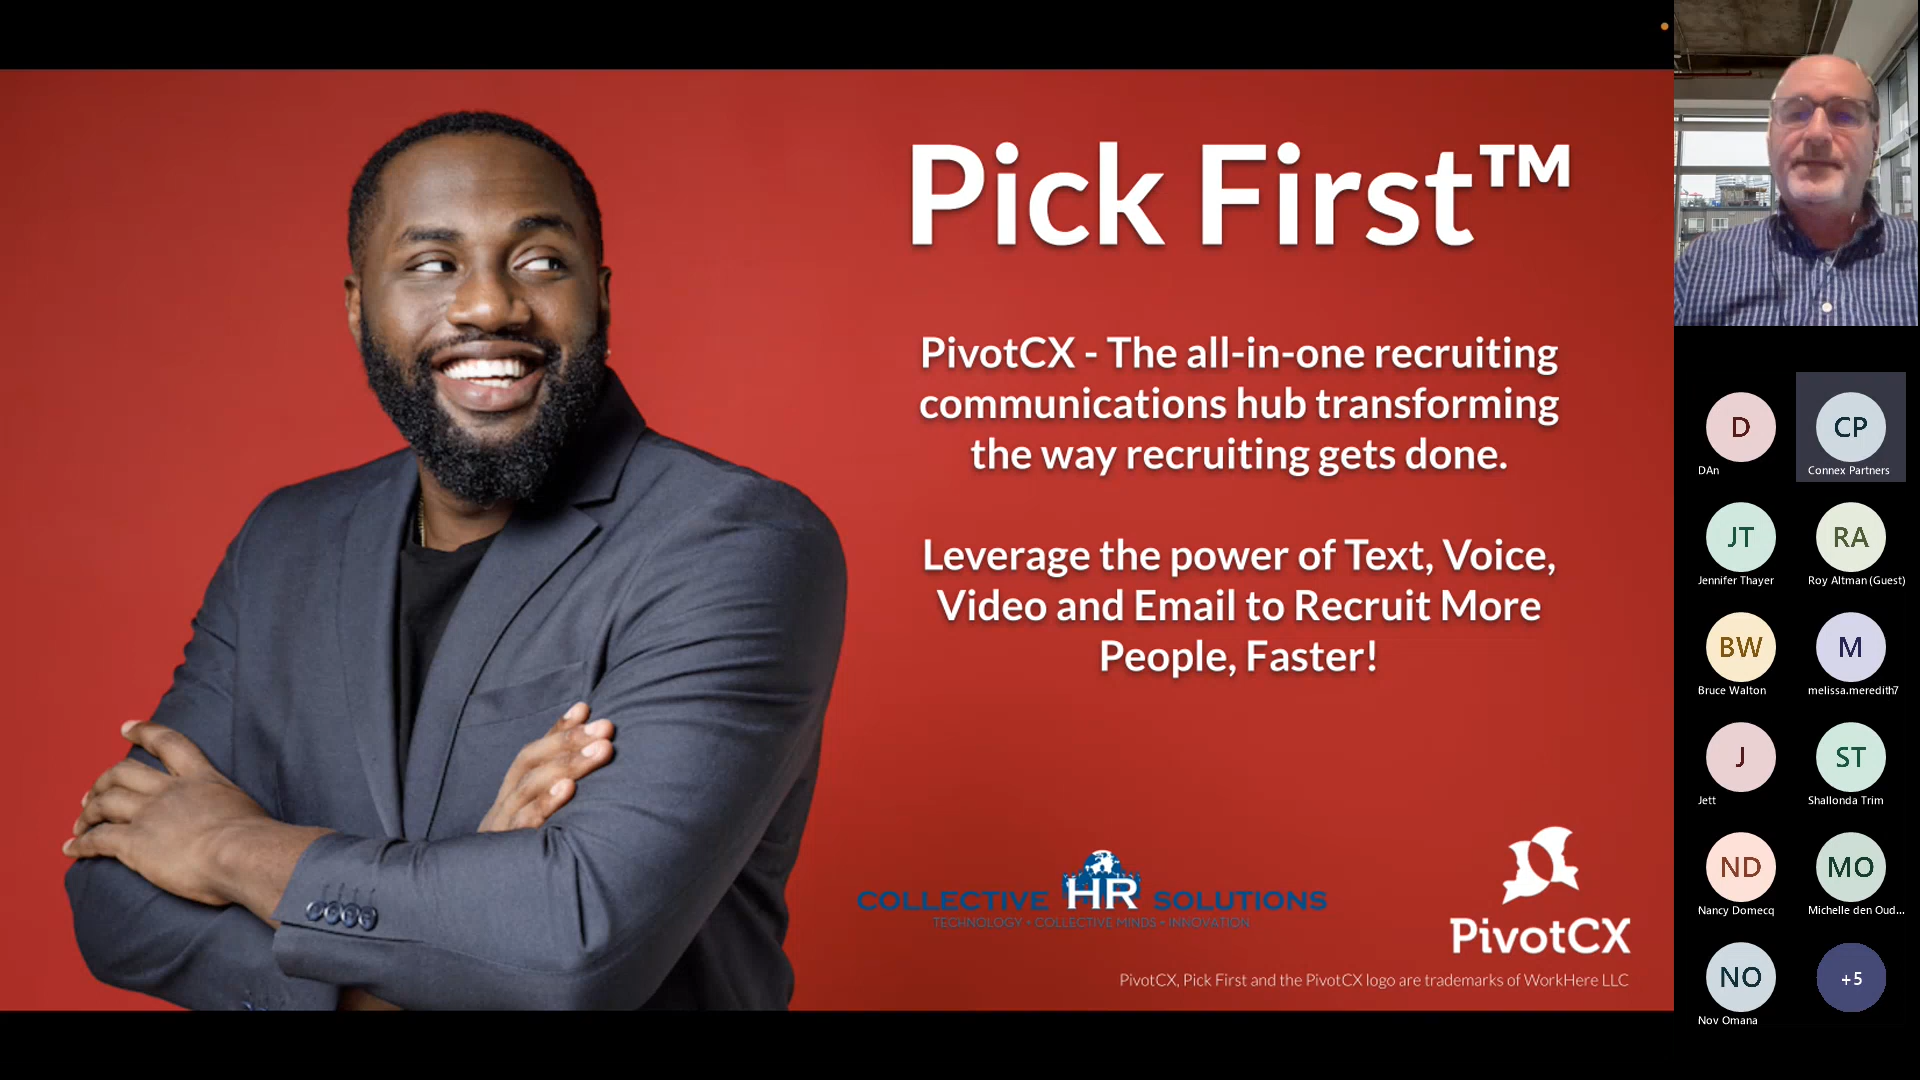 Pick First™
PivotCX - The all-in-one recruiting
communications hub transforming
the way recruiting gets done.
Leverage the power of Text, Voice,
Video and Email to Recruit More
People, Faster!
COLLECTIVE HR SOLUTIONS
TECHNOLOGY • COLLECTIVE MINDS • INNOVATION
PivotCX
PivotCX, Pick First and the PivotCX logo are trademarks of WorkHere LLC
D
DAn
CP
Connex Partners
JT
Jennifer Thayer
RA
Roy Altman (Guest)
BW
Bruce Walton
M
melissa.meredith7
J
Jett
ST
Shallonda Trim
ND
Nancy Domecq
MO
Michelle den Oud...
NO
Nov Omana
+5